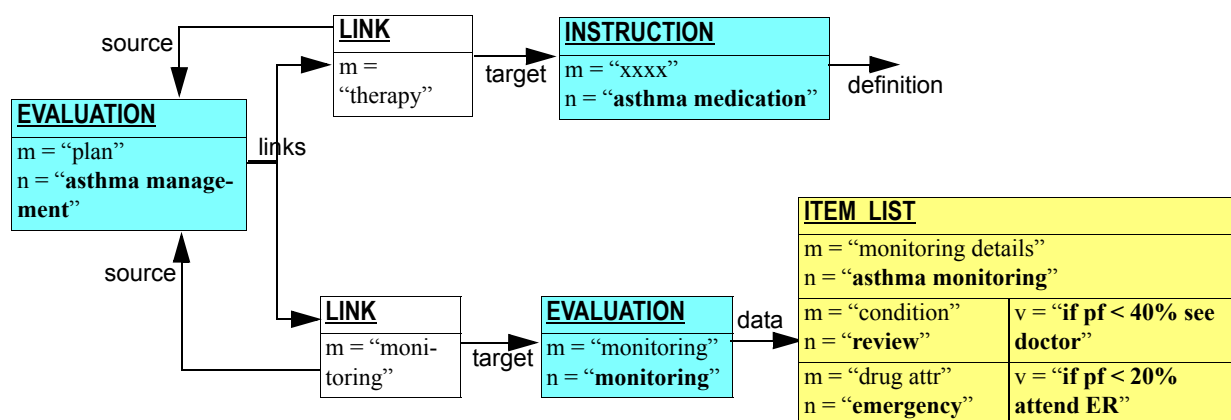 source
LINK
m =
“therapy”
target
INSTRUCTION
m = “xxxx”
n = “asthma medication”
definition
EVALUATION
m = “plan”
n = “asthma manage-
ment”
links
source
LINK
m = “moni-
toring”
target
EVALUATION
m = “monitoring”
n = “monitoring”
data
ITEM_LIST
m = “monitoring details”
n = “asthma monitoring”
m = “condition”
n = “review”
v = “if pf < 40% see
doctor”
m = “drug attr”
n = “emergency”
v = “if pf < 20%
attend ER”